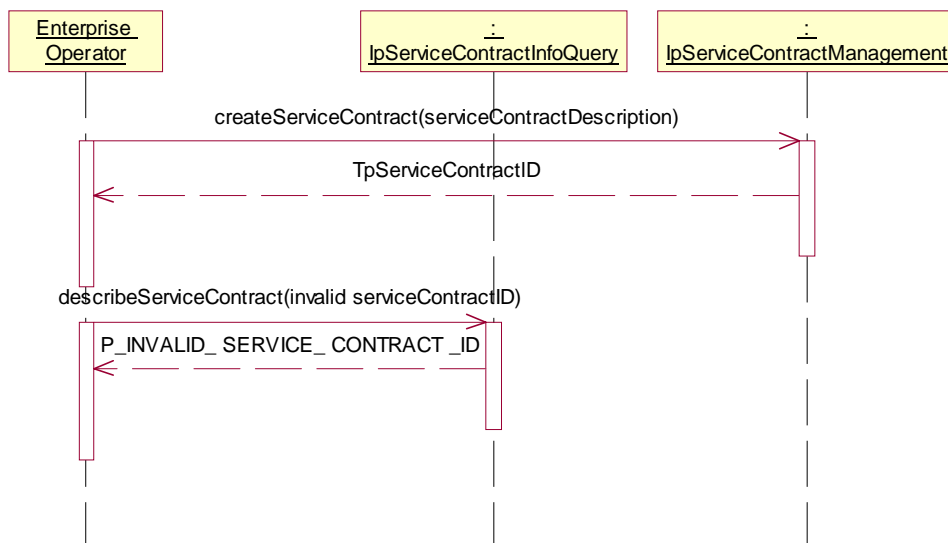 Enterprise
Operator
:
IpServiceContractInfoQuery
:
IpServiceContractManagement
createServiceContract(serviceContractDescription)
TpServiceContractID
describeServiceContract(invalid serviceContractID)
P_INVALID_ SERVICE_ CONTRACT _ID